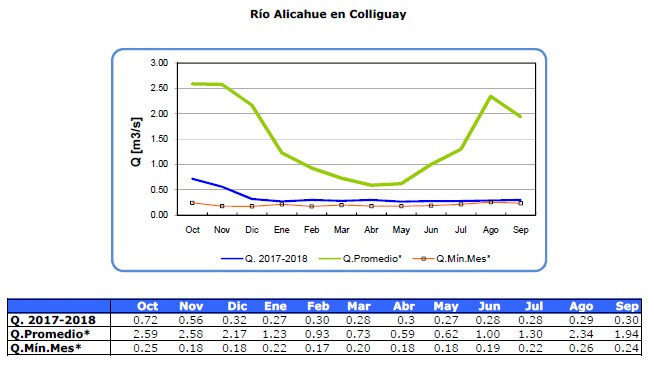 Río Alicahue en Colliguay
3.00
2.50
2.00
1.50
1.00
0.50
0.00
Q [m3/s]
Oct Nov Dic Ene Feb Mar Abr May Jun Jul Ago Sep
Q. 2017-2018 Q.Promedio* Q.Mín.Mes*
Oct Nov Dic Ene Feb Mar Abr May Jun Jul Ago Sep
Q. 2017-2018 0.72 0.56 0.32 0.27 0.30 0.28 0.3 0.27 0.28 0.28 0.29 0.30
Q.Promedio* 2.59 2.58 2.17 1.23 0.93 0.73 0.59 0.62 1.00 1.30 2.34 1.94
Q.Mín.Mes* 0.25 0.18 0.18 0.22 0.17 0.20 0.18 0.18 0.19 0.22 0.26 0.24